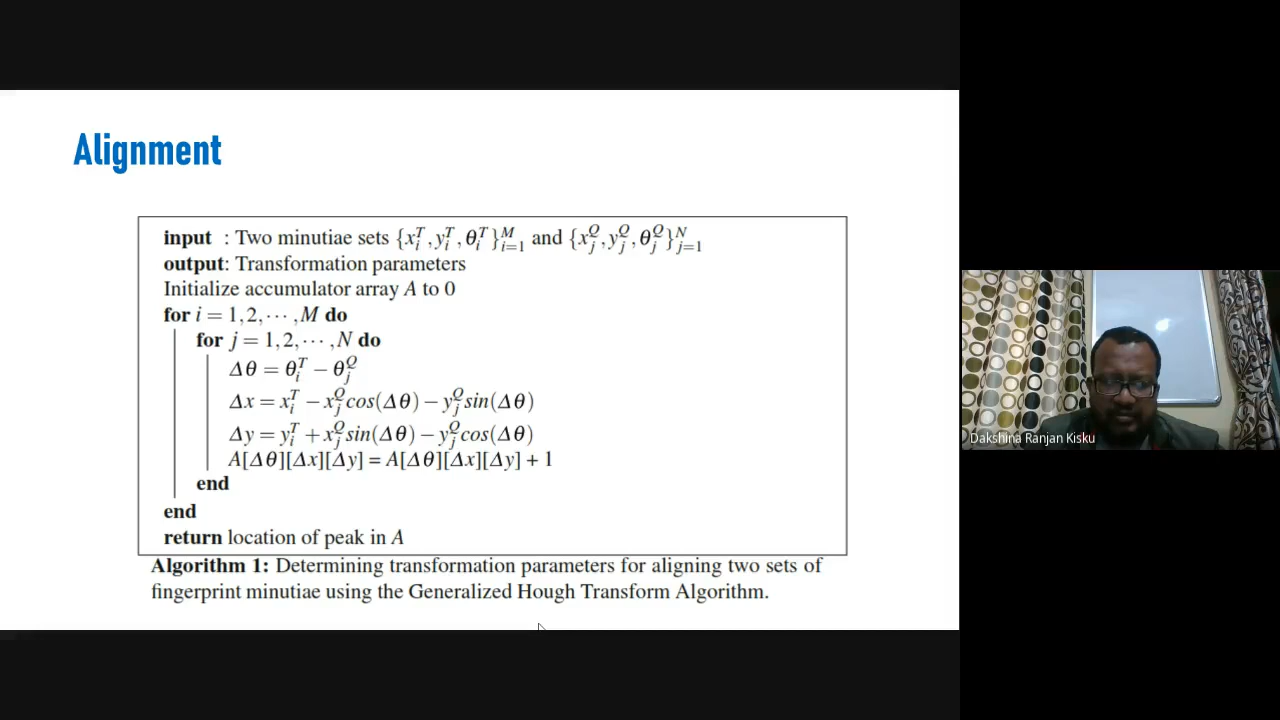 Alignment
input : Two minutiae sets {x_i^T, y_i^T, θ_i^T}_{i=1}^M and {x_j^Q, y_j^Q, θ_j^Q}_{j=1}^N
output: Transformation parameters
Initialize accumulator array A to 0
for i = 1,2,⋯,M do
for j = 1,2,⋯,N do
Δθ = θ_i^T − θ_j^Q
Δx = x_i^T − x_j^Q cos(Δθ) − y_j^Q sin(Δθ)
Δy = y_i^T + x_j^Q sin(Δθ) − y_j^Q cos(Δθ)
A[Δθ][Δx][Δy] = A[Δθ][Δx][Δy] + 1
end
end
return location of peak in A
Algorithm 1: Determining transformation parameters for aligning two sets of
fingerprint minutiae using the Generalized Hough Transform Algorithm.
Dakshina Ranjan Kisku